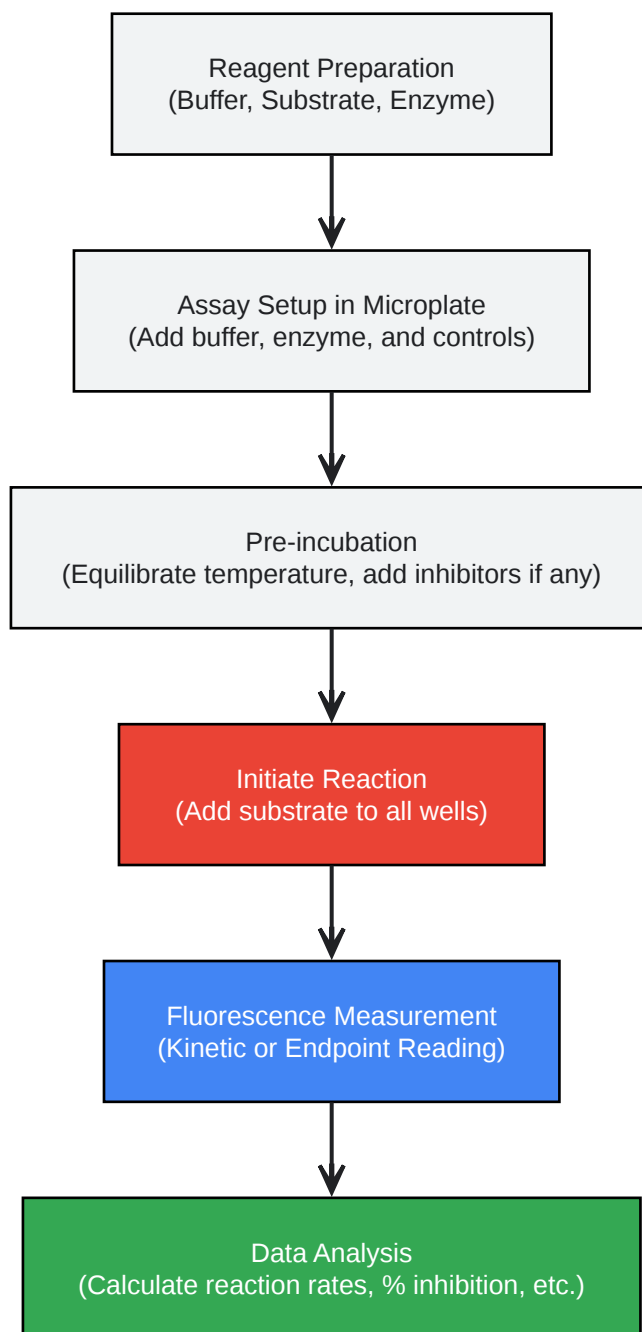 Reagent Preparation
(Buffer, Substrate, Enzyme)
Assay Setup in Microplate
(Add buffer, enzyme, and controls)
Pre-incubation
(Equilibrate temperature, add inhibitors if any)
Initiate Reaction
(Add substrate to all wells)
Fluorescence Measurement
(Kinetic or Endpoint Reading)
Data Analysis
(Calculate reaction rates, % inhibition, etc.)